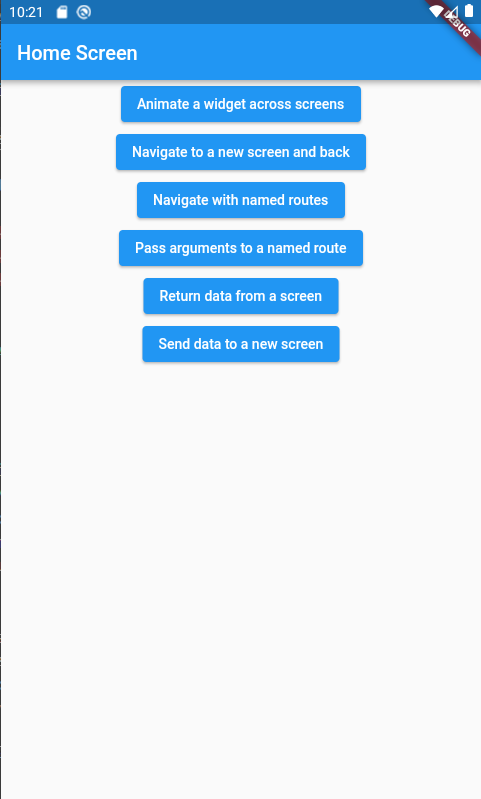 10:21
DEBUG
Home Screen
Animate a widget across screens
Navigate to a new screen and back
Navigate with named routes
Pass arguments to a named route
Return data from a screen
Send data to a new screen